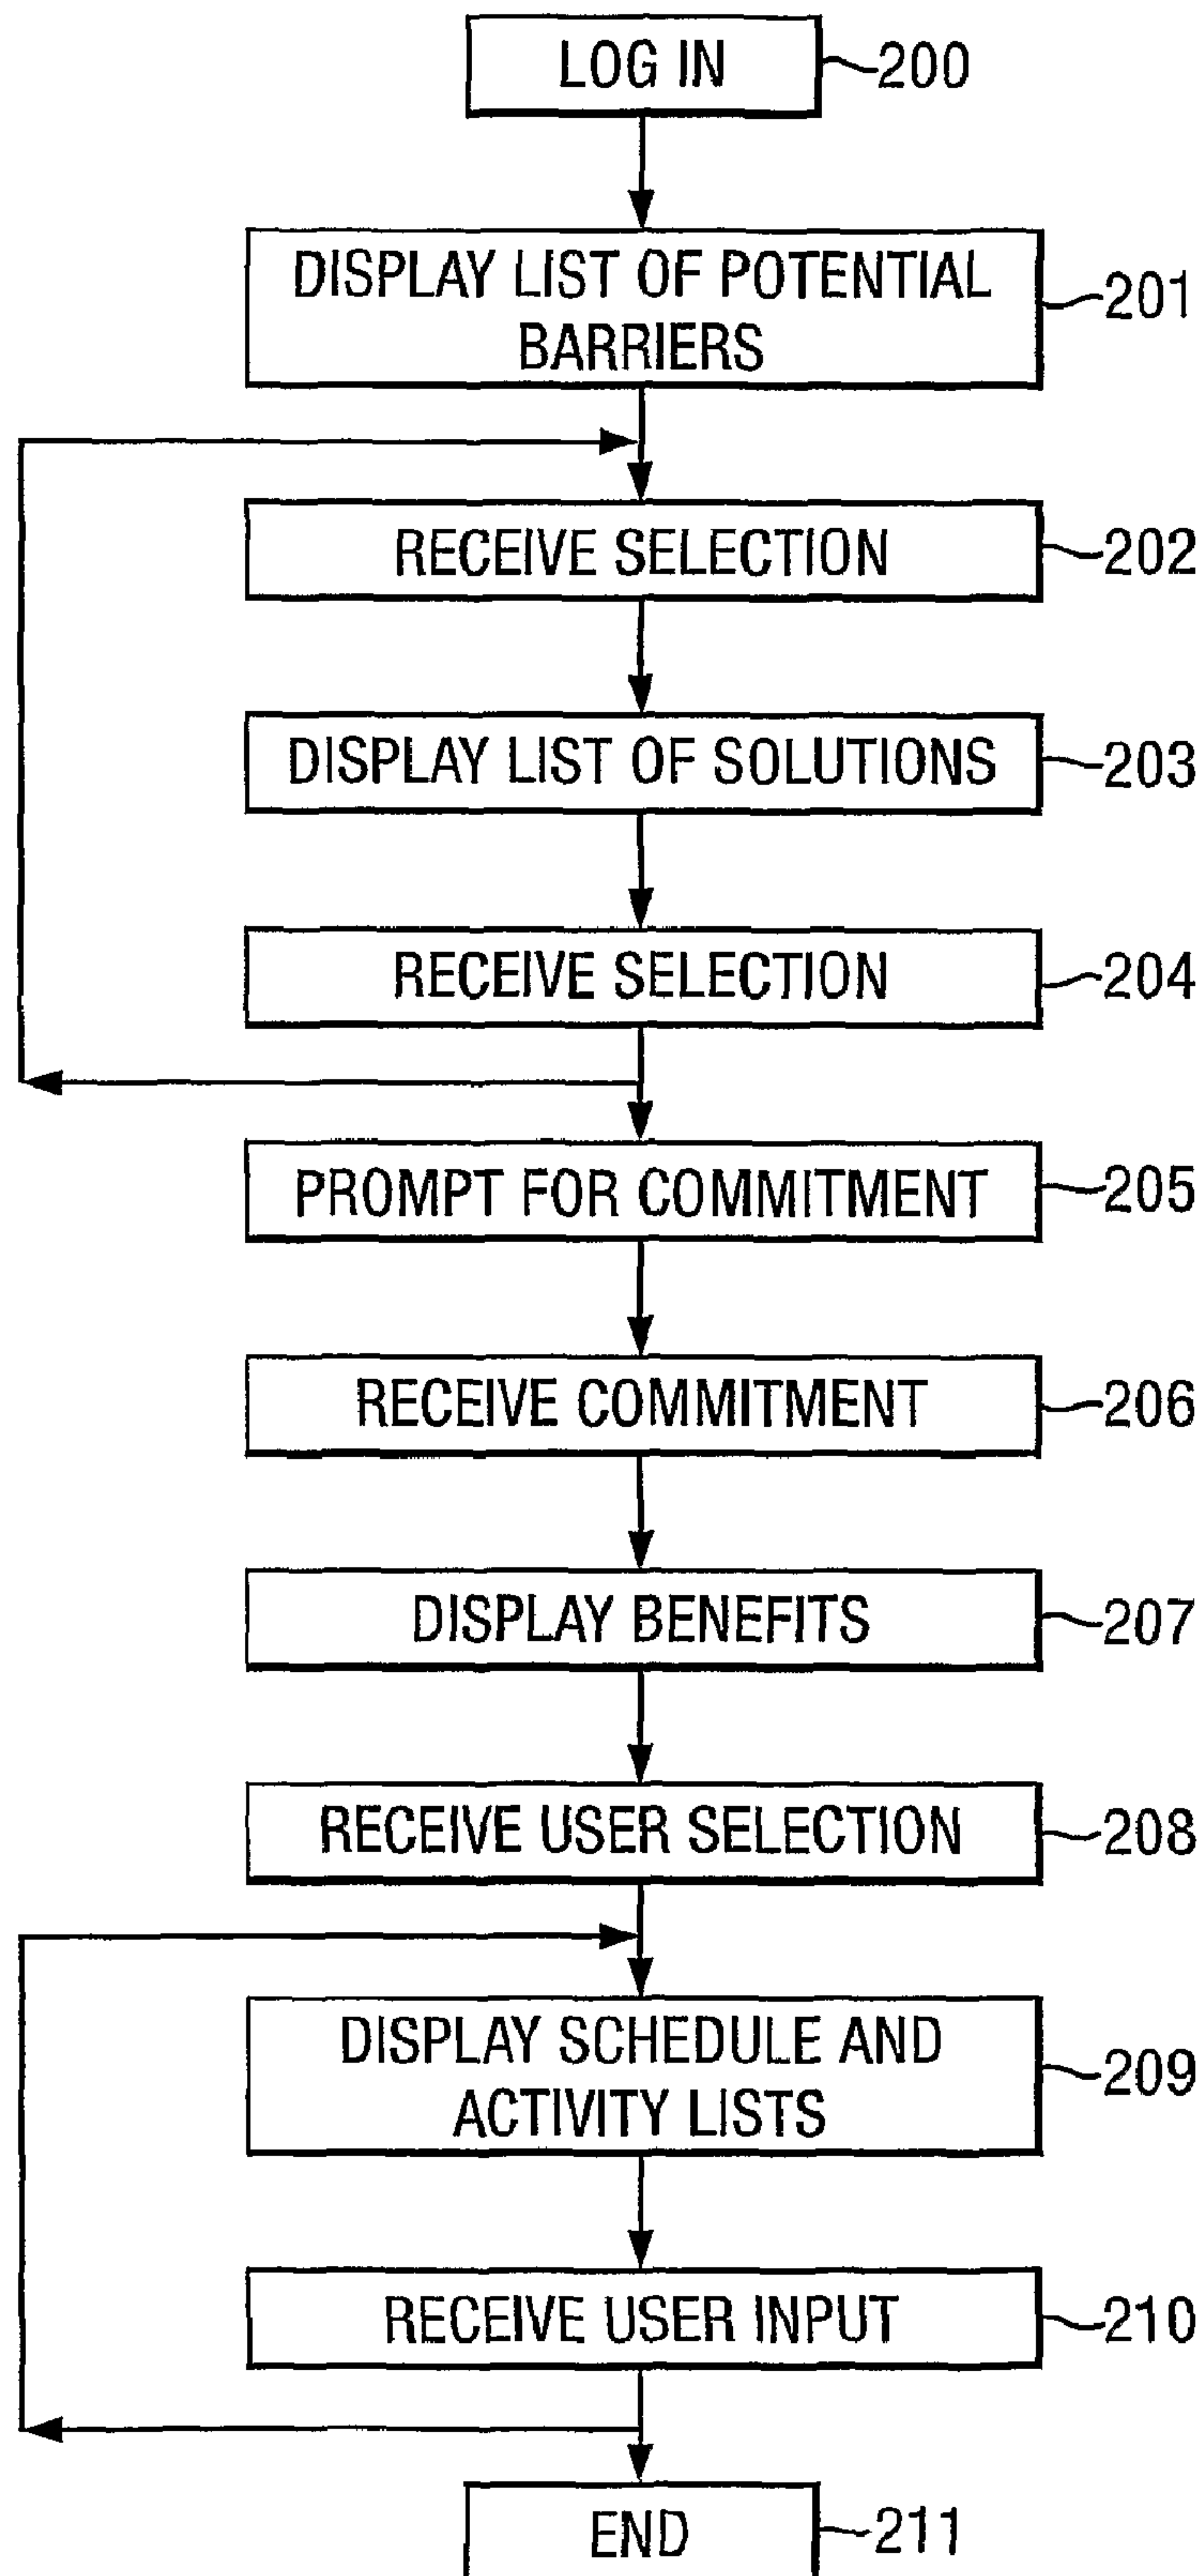 LOG IN 200
DISPLAY LIST OF POTENTIAL
BARRIERS 201
RECEIVE SELECTION 202
DISPLAY LIST OF SOLUTIONS 203
RECEIVE SELECTION 204
PROMPT FOR COMMITMENT 205
RECEIVE COMMITMENT 206
DISPLAY BENEFITS 207
RECEIVE USER SELECTION 208
DISPLAY SCHEDULE AND
ACTIVITY LISTS 209
RECEIVE USER INPUT 210
END 211